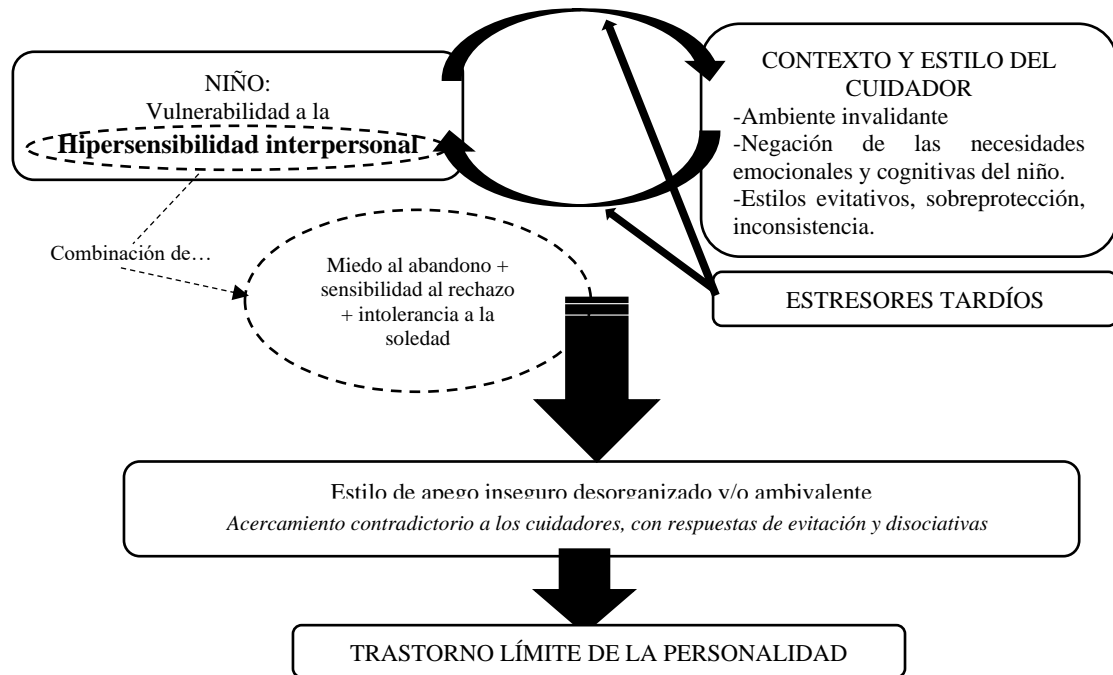 NIÑO:
Vulnerabilidad a la
Hipersensibilidad interpersonal
CONTEXTO Y ESTILO DEL
CUIDADOR
-Ambiente invalidante
-Negación de las necesidades
emocionales y cognitivas del niño.
-Estilos evitativos, sobreprotección,
inconsistencia.
Combinación de…
Miedo al abandono +
sensibilidad al rechazo
+ intolerancia a la
soledad
ESTRESORES TARDÍOS
Estilo de apego inseguro desorganizado y/o ambivalente
Acercamiento contradictorio a los cuidadores, con respuestas de evitación y disociativas
TRASTORNO LÍMITE DE LA PERSONALIDAD